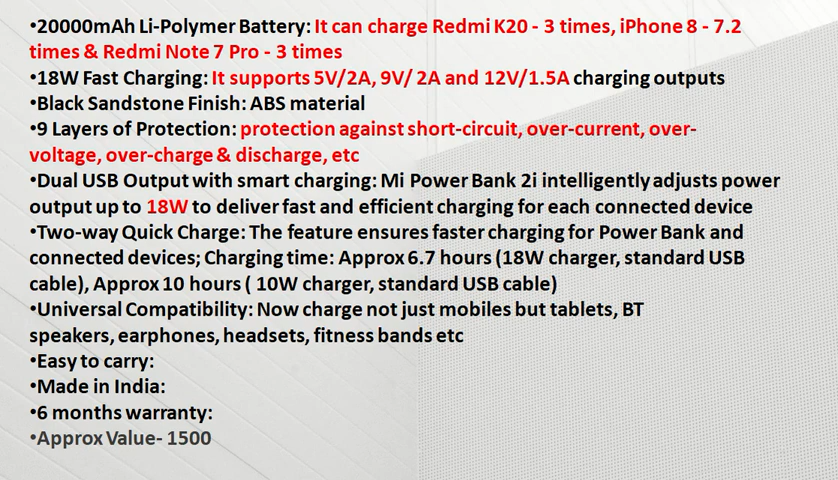 •20000mAh Li-Polymer Battery: It can charge Redmi K20 - 3 times, iPhone 8 - 7.2
times & Redmi Note 7 Pro - 3 times
•18W Fast Charging: It supports 5V/2A, 9V/ 2A and 12V/1.5A charging outputs
•Black Sandstone Finish: ABS material
•9 Layers of Protection: protection against short-circuit, over-current, over-
voltage, over-charge & discharge, etc
•Dual USB Output with smart charging: Mi Power Bank 2i intelligently adjusts power
output up to 18W to deliver fast and efficient charging for each connected device
•Two-way Quick Charge: The feature ensures faster charging for Power Bank and
connected devices; Charging time: Approx 6.7 hours (18W charger, standard USB
cable), Approx 10 hours ( 10W charger, standard USB cable)
•Universal Compatibility: Now charge not just mobiles but tablets, BT
speakers, earphones, headsets, fitness bands etc
•Easy to carry:
•Made in India:
•6 months warranty:
•Approx Value- 1500